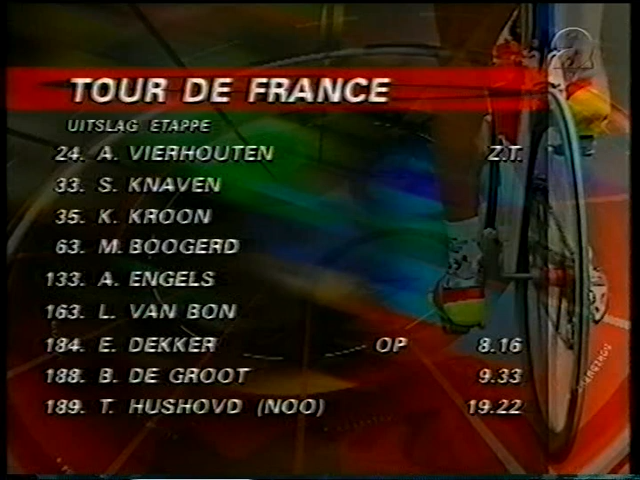 TOUR DE FRANCE
UITSLAG ETAPPE
24. A. VIERHOUTEN Z.T.
33. S. KNAVEN
35. K. KROON
63. M. BOOGERD
133. A. ENGELS
163. L. VAN BON
184. E. DEKKER OP 8.16
188. B. DE GROOT 9.33
189. T. HUSHOVD (NOO) 19.22